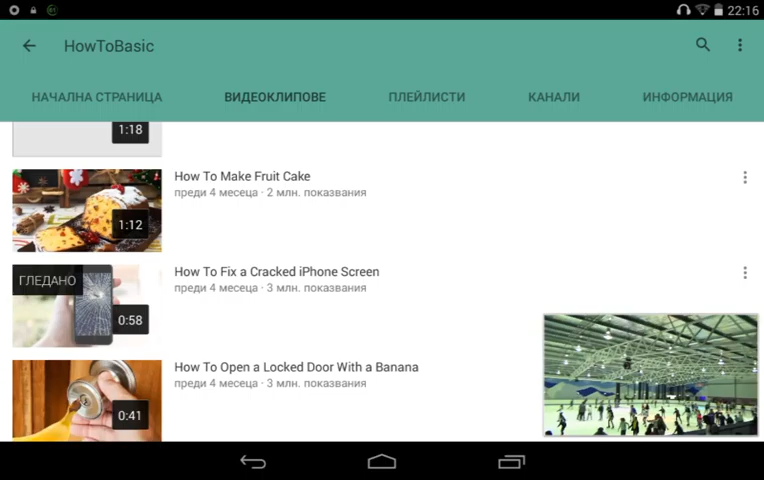 22:16
HowToBasic
НАЧАЛНА СТРАНИЦА ВИДЕОКЛИПОВЕ ПЛЕЙЛИСТИ КАНАЛИ ИНФОРМАЦИЯ
1:18
How To Make Fruit Cake
преди 4 месеца · 2 млн. показвания
1:12
ГЛЕДАНО
How To Fix a Cracked iPhone Screen
преди 4 месеца · 3 млн. показвания
0:58
How To Open a Locked Door With a Banana
преди 4 месеца · 3 млн. показвания
0:41